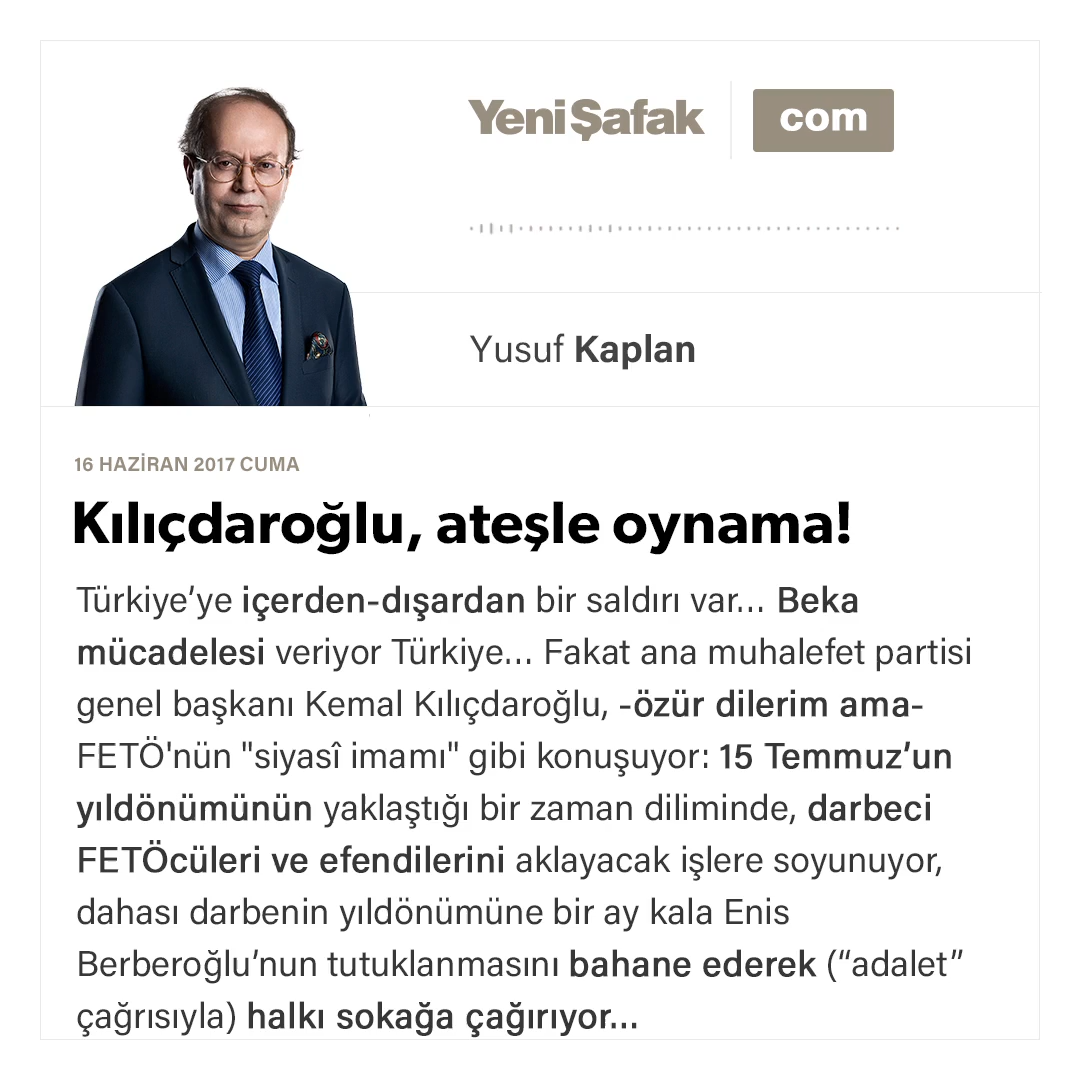 YeniŞafak com
Yusuf Kaplan
16 HAZİRAN 2017 CUMA
Kılıçdaroğlu, ateşle oynama!
Türkiye’ye içerden-dışardan bir saldırı var... Beka
mücadelesi veriyor Türkiye... Fakat ana muhalefet partisi
genel başkanı Kemal Kılıçdaroğlu, -özür dilerim ama-
FETÖ'nün "siyasî imamı" gibi konuşuyor: 15 Temmuz’un
yıldönümünün yaklaştığı bir zaman diliminde, darbeci
FETÖcüleri ve efendilerini aklayacak işlere soyunuyor,
dahası darbenin yıldönümüne bir ay kala Enis
Berberoğlu’nun tutuklanmasını bahane ederek (“adalet”
çağrısıyla) halkı sokağa çağırıyor...